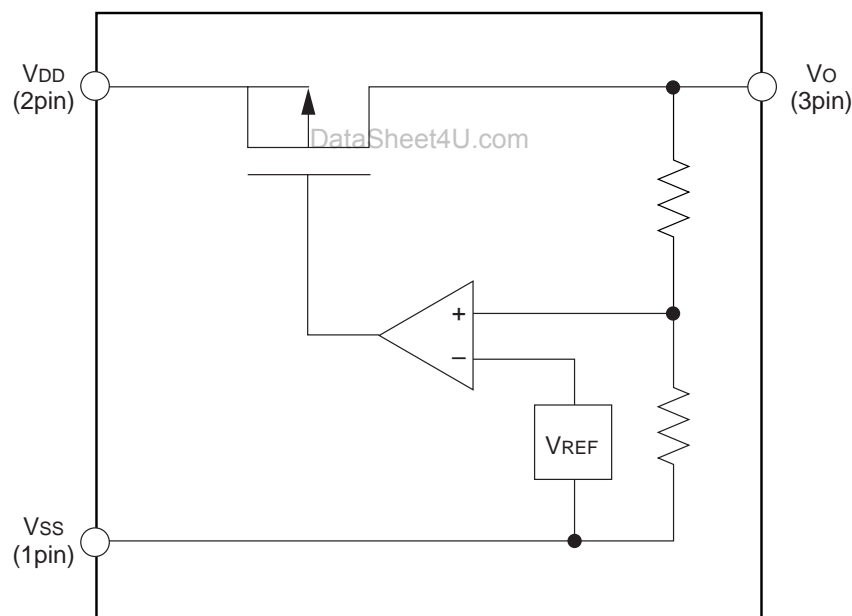 VDD
(2pin)
VO
(3pin)
DataSheet4U.com
+
−
VREF
VSS
(1pin)